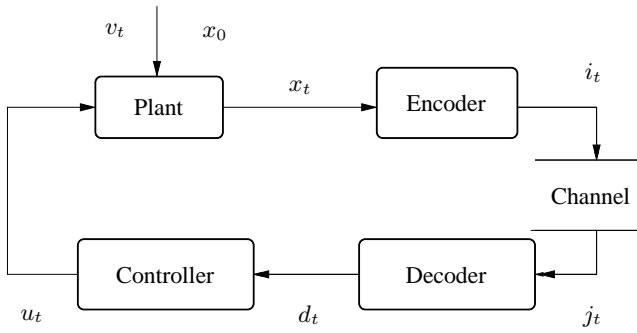 v_t x_0
Plant
x_t
Encoder
i_t
Channel
Controller
Decoder
u_t
d_t
j_t